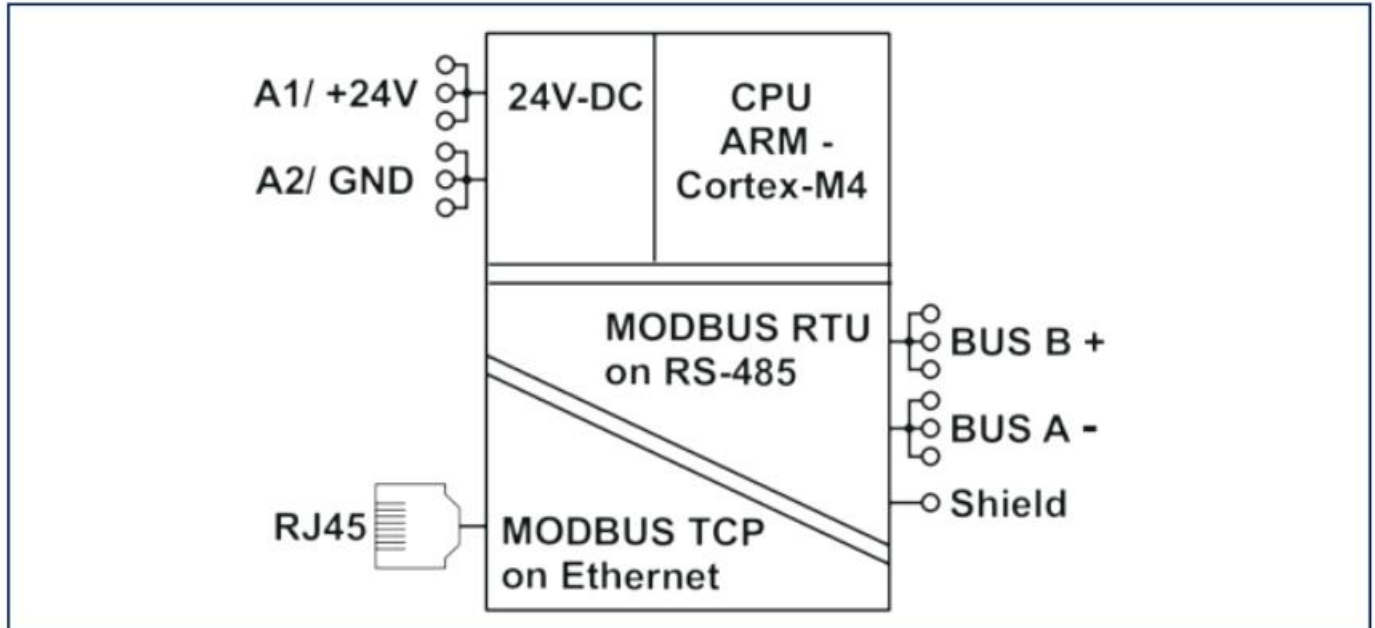 A1/ +24V
24V-DC
CPU
ARM -
Cortex-M4
A2/ GND
MODBUS RTU
on RS-485
BUS B +
BUS A -
Shield
RJ45
MODBUS TCP
on Ethernet